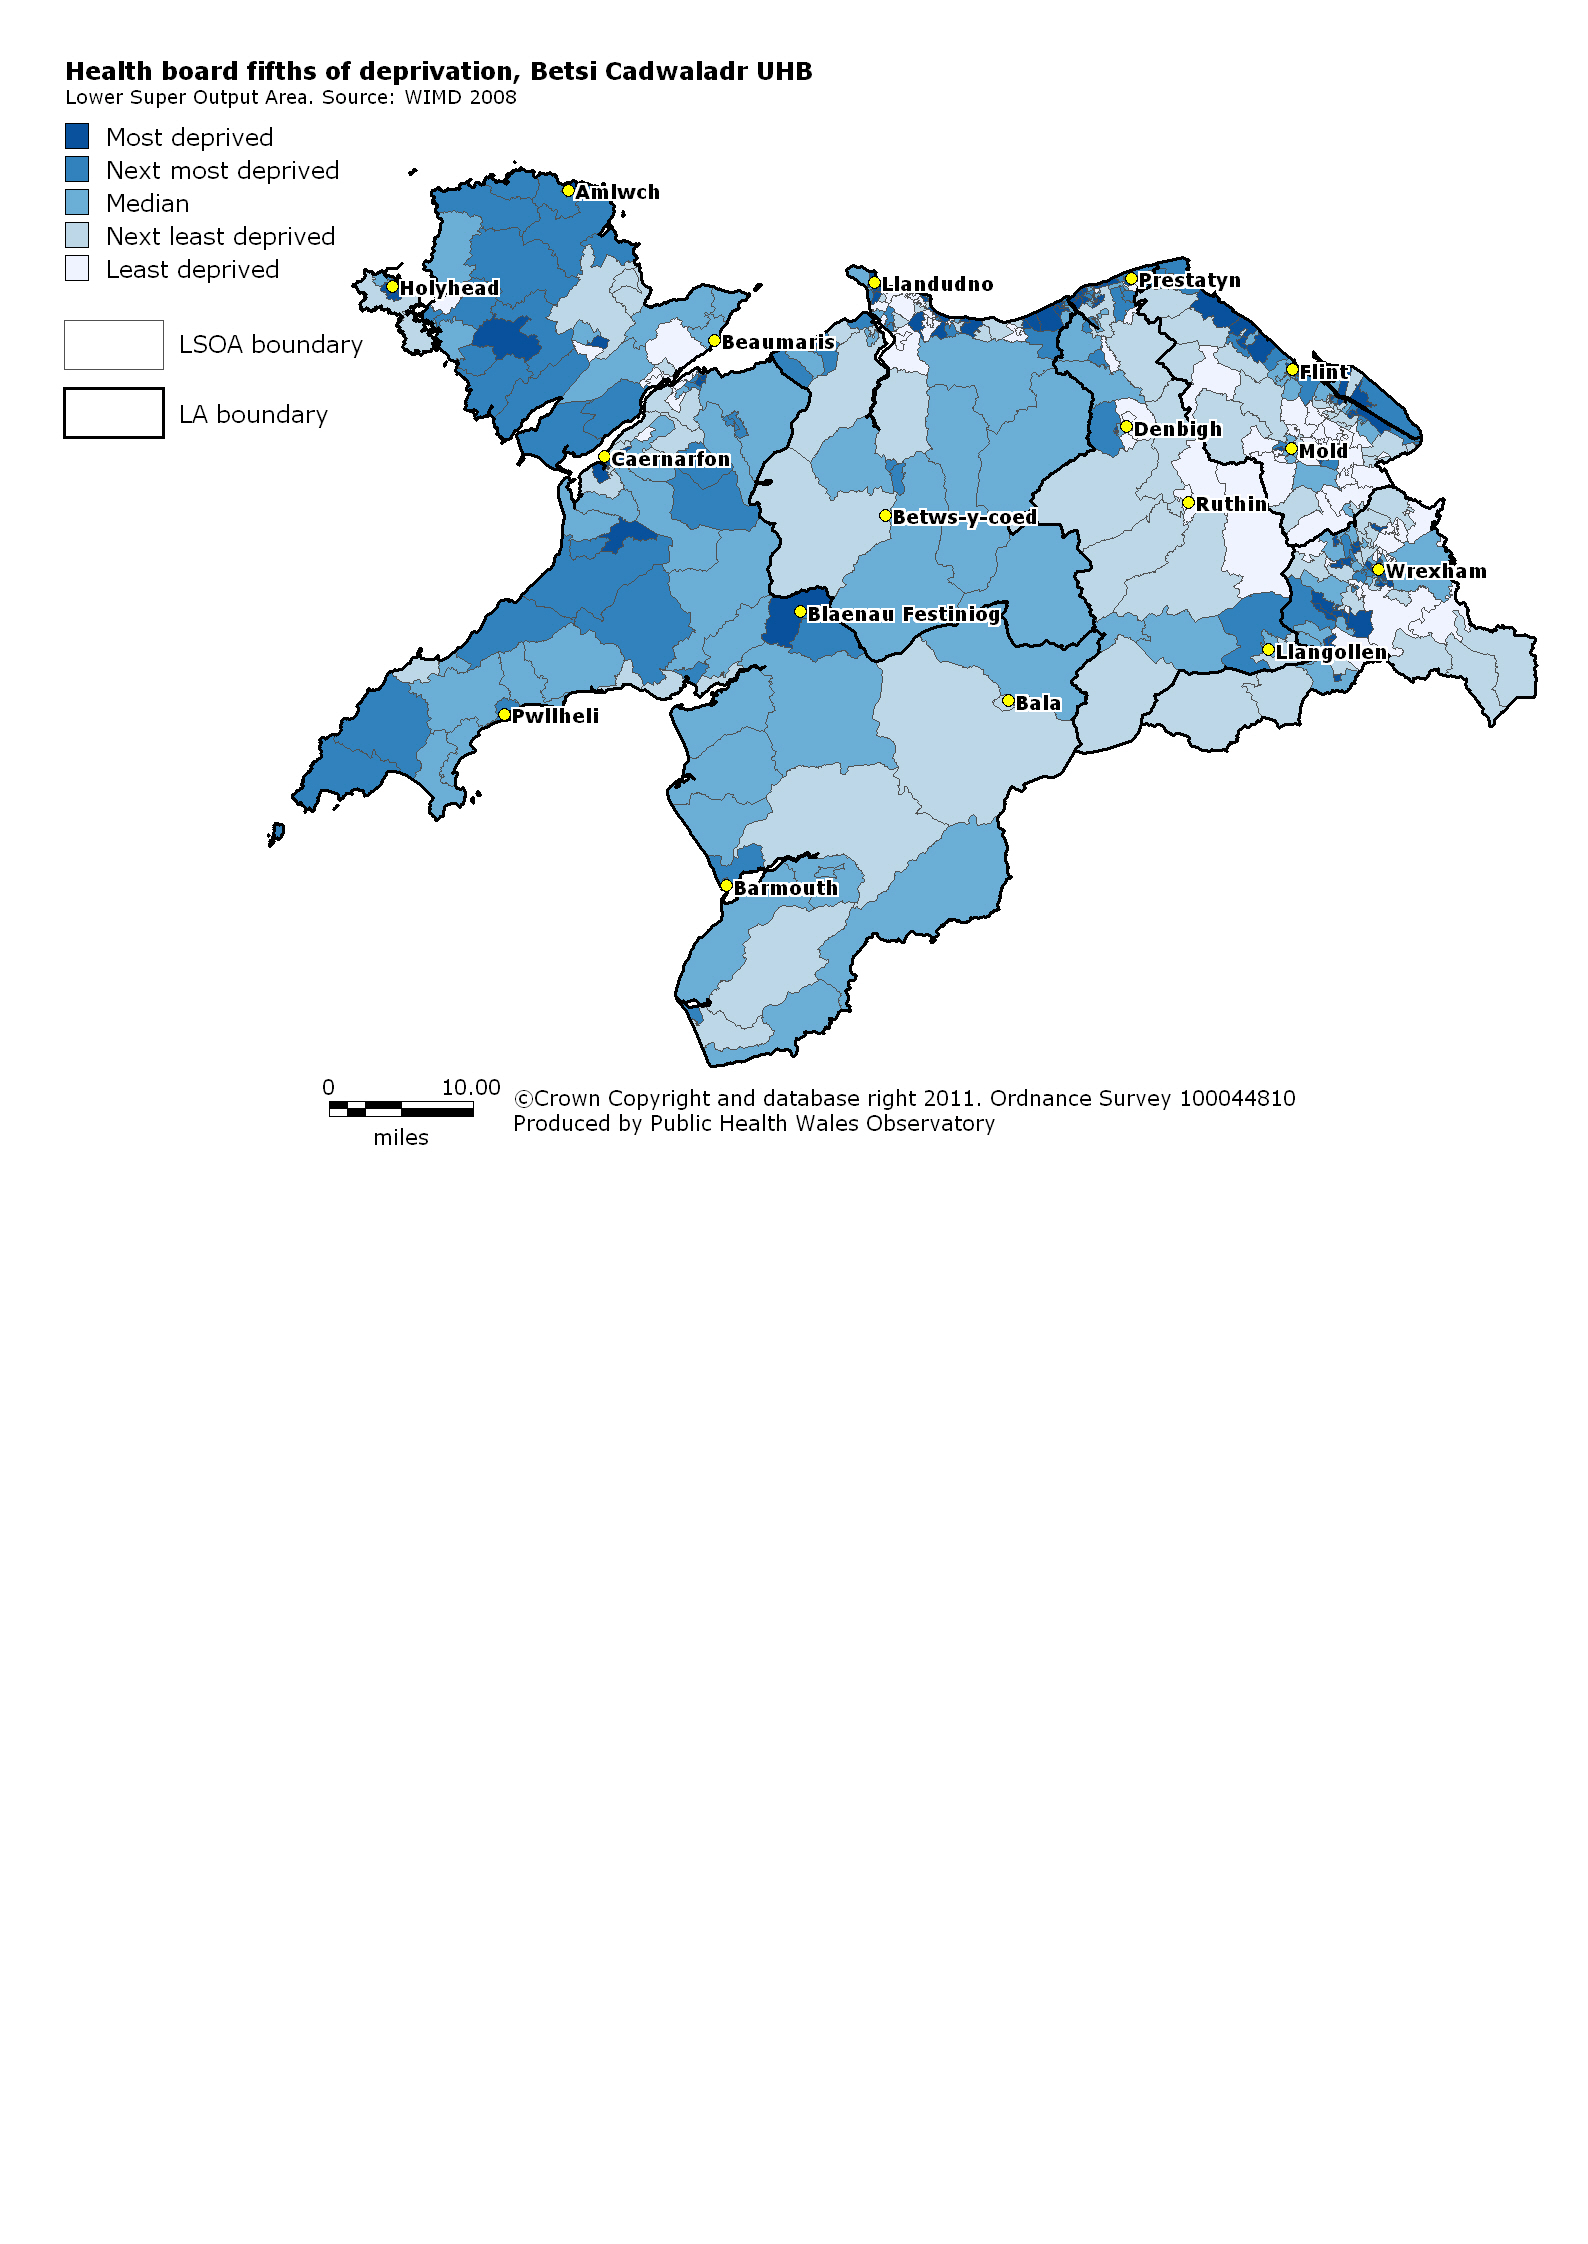 Health board fifths of deprivation, Betsi Cadwaladr UHB
Lower Super Output Area. Source: WIMD 2008
Most deprived
Next most deprived
Median
Next least deprived
Least deprived
LSOA boundary
LA boundary
Amlwch
Holyhead
Llandudno
Prestatyn
Beaumaris
Flint
Denbigh
Mold
Caernarfon
Ruthin
Betws-y-coed
Wrexham
Blaenau Festiniog
Llangollen
Bala
Pwllheli
Barmouth
0 10.00
miles
©Crown Copyright and database right 2011. Ordnance Survey 100044810
Produced by Public Health Wales Observatory